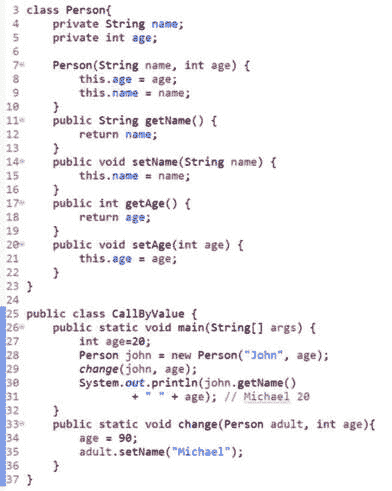 3 class Person{
4 private String name;
5 private int age;
6
7 Person(String name, int age) {
8 this.age = age;
9 this.name = name;
10 }
11 public String getName() {
12 return name;
13 }
14 public void setName(String name) {
15 this.name = name;
16 }
17 public int getAge() {
18 return age;
19 }
20 public void setAge(int age) {
21 this.age = age;
22 }
23 }
24
25 public class CallByValue {
26 public static void main(String[] args) {
27 int age=20;
28 Person john = new Person("John", age);
29 change(john, age);
30 System.out.println(john.getName()
31 + " " + age); // Michael 20
32 }
33 public static void change(Person adult, int age){
34 age = 90;
35 adult.setName("Michael");
36 }
37 }